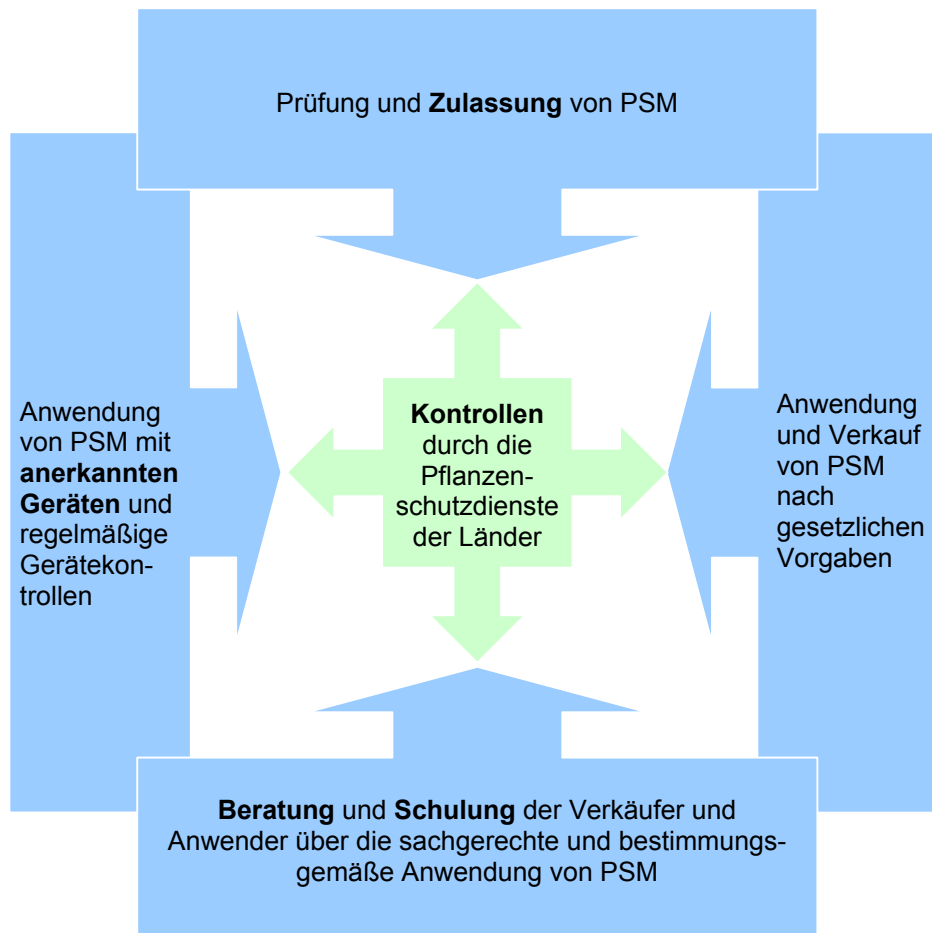 Prüfung und Zulassung von PSM
Anwendung
von PSM mit
anerkannten
Geräten und
regelmäßige
Gerätekon-
trollen
Kontrollen
durch die
Pflanzen-
schutzdienste
der Länder
Anwendung
und Verkauf
von PSM
nach
gesetzlichen
Vorgaben
Beratung und Schulung der Verkäufer und
Anwender über die sachgerechte und bestimmungs-
gemäße Anwendung von PSM